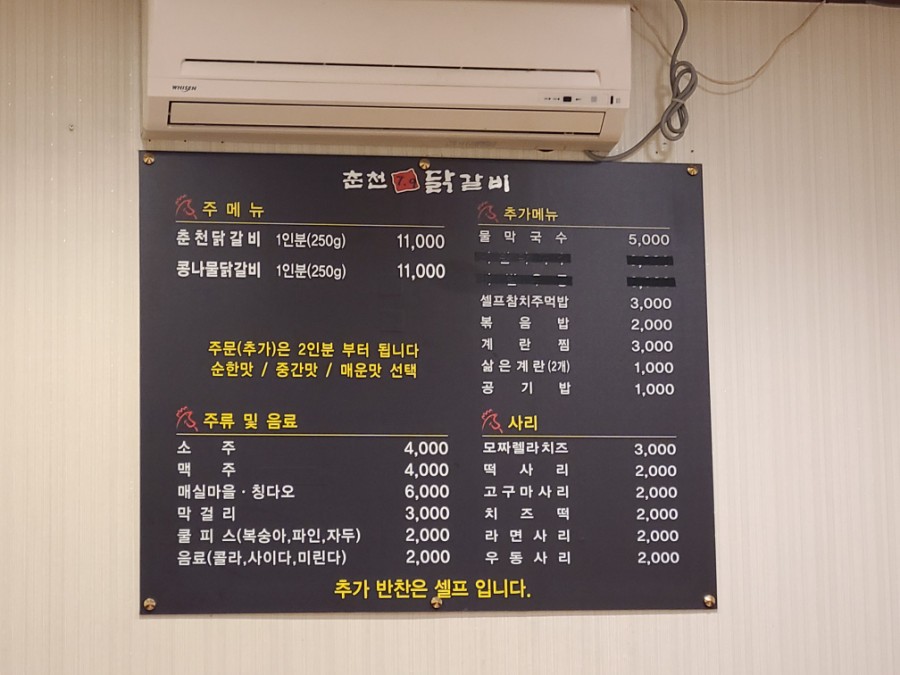 WHISEN
춘천 닭갈비
주 메뉴
춘천닭갈비 1인분(250g) 11,000
콩나물닭갈비 1인분(250g) 11,000
주문(추가)은 2인분 부터 됩니다
순한맛 / 중간맛 / 매운맛 선택
추가메뉴
물 막 국 수 5,000
셀프참치주먹밥 3,000
볶 음 밥 2,000
계 란 찜 3,000
삶은계란(2개) 1,000
공 기 밥 1,000
주류 및 음료
소 주 4,000
맥 주 4,000
매실마을·칭다오 6,000
막 걸 리 3,000
쿨 피 스(복숭아,파인,자두) 2,000
음료(콜라,사이다,미린다) 2,000
사리
모짜렐라치즈 3,000
떡 사 리 2,000
고구마사리 2,000
치 즈 떡 2,000
라 면 사 리 2,000
우 동 사 리 2,000
추가 반찬은 셀프 입니다.